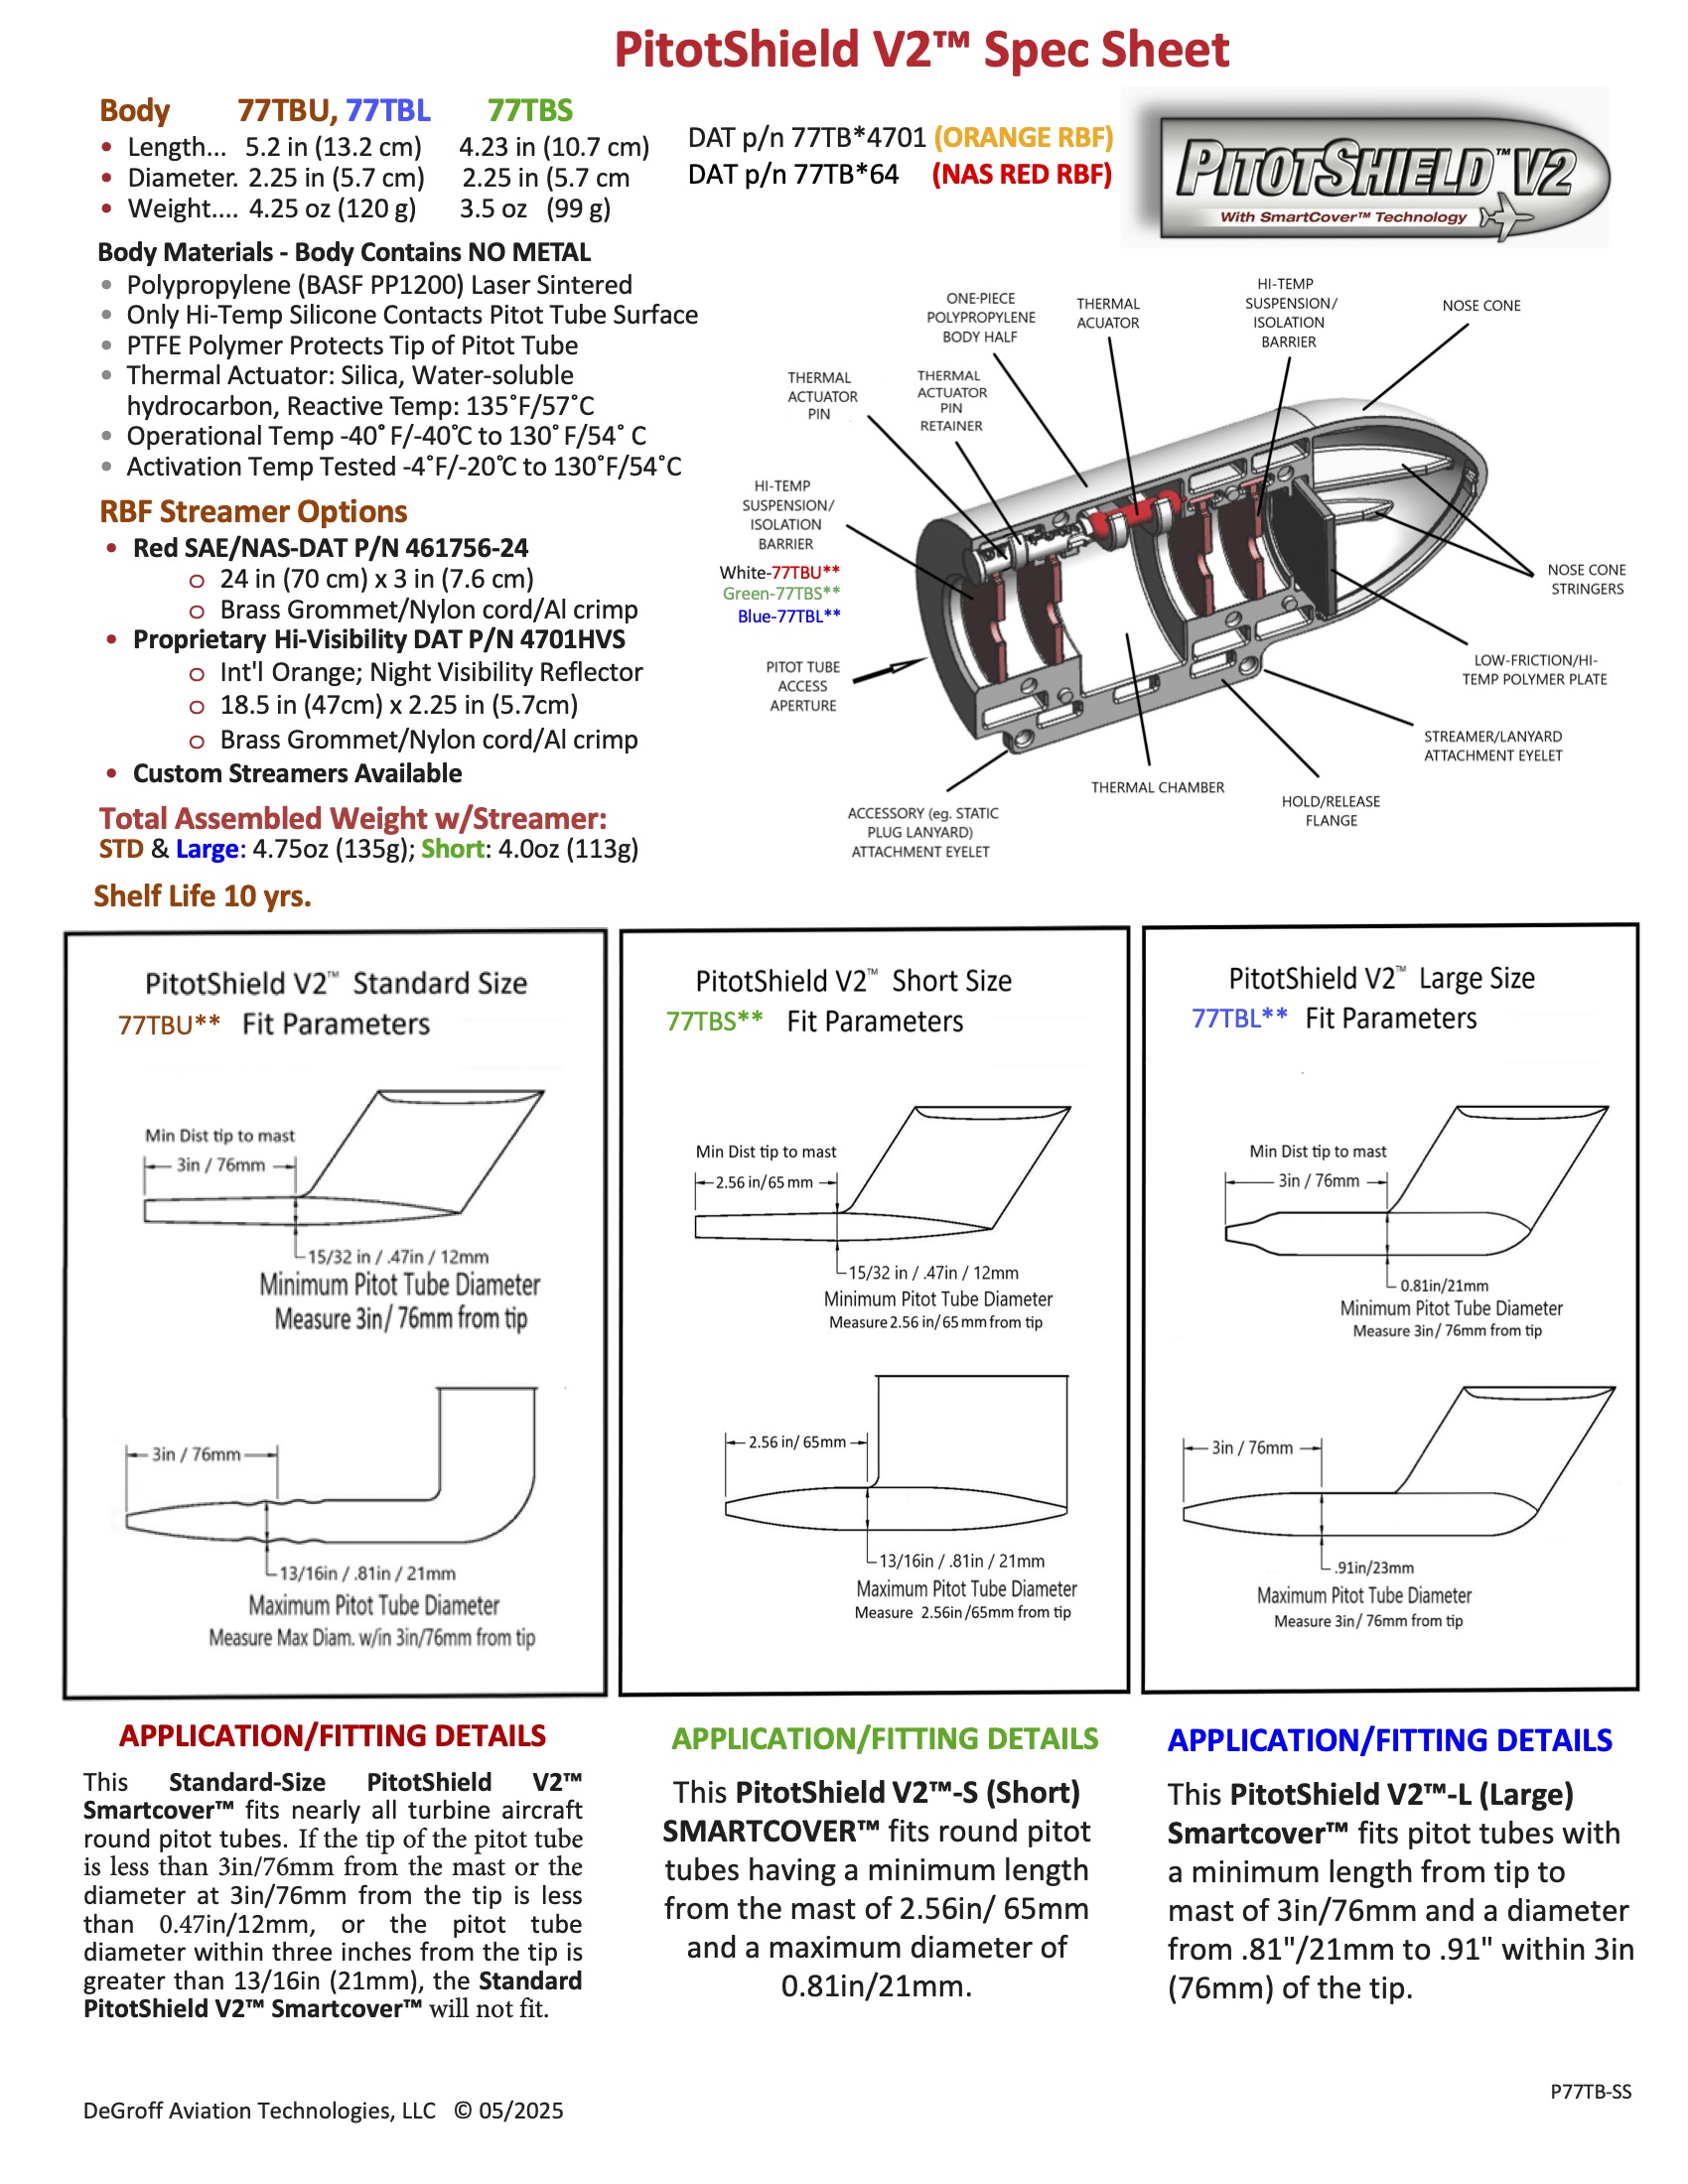 PitotShield V2™ Spec Sheet
Body 77TBU, 77TBL 77TBS
• Length... 5.2 in (13.2 cm) 4.23 in (10.7 cm)
• Diameter. 2.25 in (5.7 cm) 2.25 in (5.7 cm
• Weight.... 4.25 oz (120 g) 3.5 oz (99 g)
DAT p/n 77TB*4701 (ORANGE RBF)
DAT p/n 77TB*64 (NAS RED RBF)
PITOTSHIELD™ V2
With SmartCover™ Technology
Body Materials - Body Contains NO METAL
• Polypropylene (BASF PP1200) Laser Sintered
• Only Hi-Temp Silicone Contacts Pitot Tube Surface
• PTFE Polymer Protects Tip of Pitot Tube
• Thermal Actuator: Silica, Water-soluble
hydrocarbon, Reactive Temp: 135˚F/57˚C
• Operational Temp -40˚ F/-40˚C to 130˚ F/54˚ C
• Activation Temp Tested -4˚F/-20˚C to 130˚F/54˚C
RBF Streamer Options
• Red SAE/NAS-DAT P/N 461756-24
o 24 in (70 cm) x 3 in (7.6 cm)
o Brass Grommet/Nylon cord/Al crimp
• Proprietary Hi-Visibility DAT P/N 4701HVS
o Int'l Orange; Night Visibility Reflector
o 18.5 in (47cm) x 2.25 in (5.7cm)
o Brass Grommet/Nylon cord/Al crimp
• Custom Streamers Available
Total Assembled Weight w/Streamer:
STD & Large: 4.75oz (135g); Short: 4.0oz (113g)
Shelf Life 10 yrs.
ONE-PIECE
POLYPROPYLENE
BODY HALF
THERMAL
ACUATOR
HI-TEMP
SUSPENSION/
ISOLATION
BARRIER
NOSE CONE
THERMAL
ACTUATOR
PIN
THERMAL
ACTUATOR
PIN
RETAINER
HI-TEMP
SUSPENSION/
ISOLATION
BARRIER
White-77TBU**
Green-77TBS**
Blue-77TBL**
PITOT TUBE
ACCESS
APERTURE
NOSE CONE
STRINGERS
LOW-FRICTION/HI-
TEMP POLYMER PLATE
STREAMER/LANYARD
ATTACHMENT EYELET
THERMAL CHAMBER
HOLD/RELEASE
FLANGE
ACCESSORY (eg. STATIC
PLUG LANYARD)
ATTACHMENT EYELET
PitotShield V2™ Standard Size
77TBU** Fit Parameters
Min Dist tip to mast
3in / 76mm
15/32 in / .47in / 12mm
Minimum Pitot Tube Diameter
Measure 3in/ 76mm from tip
3in / 76mm
13/16in / .81in / 21mm
Maximum Pitot Tube Diameter
Measure Max Diam. w/in 3in/76mm from tip
PitotShield V2™ Short Size
77TBS** Fit Parameters
Min Dist tip to mast
2.56 in/65 mm
15/32 in / .47in / 12mm
Minimum Pitot Tube Diameter
Measure 2.56 in/65 mm from tip
2.56 in/ 65mm
13/16in / .81in / 21mm
Maximum Pitot Tube Diameter
Measure 2.56in /65mm from tip
PitotShield V2™ Large Size
77TBL** Fit Parameters
Min Dist tip to mast
3in / 76mm
0.81in/21mm
Minimum Pitot Tube Diameter
Measure 3in/ 76mm from tip
3in / 76mm
.91in/23mm
Maximum Pitot Tube Diameter
Measure 3in/ 76mm from tip
APPLICATION/FITTING DETAILS
This Standard-Size PitotShield V2™
Smartcover™ fits nearly all turbine aircraft
round pitot tubes. If the tip of the pitot tube
is less than 3in/76mm from the mast or the
diameter at 3in/76mm from the tip is less
than 0.47in/12mm, or the pitot tube
diameter within three inches from the tip is
greater than 13/16in (21mm), the Standard
PitotShield V2™ Smartcover™ will not fit.
APPLICATION/FITTING DETAILS
This PitotShield V2™-S (Short)
SMARTCOVER™ fits round pitot
tubes having a minimum length
from the mast of 2.56in/ 65mm
and a maximum diameter of
0.81in/21mm.
APPLICATION/FITTING DETAILS
This PitotShield V2™-L (Large)
Smartcover™ fits pitot tubes with
a minimum length from tip to
mast of 3in/76mm and a diameter
from .81"/21mm to .91" within 3in
(76mm) of the tip.
P77TB-SS
DeGroff Aviation Technologies, LLC © 05/2025